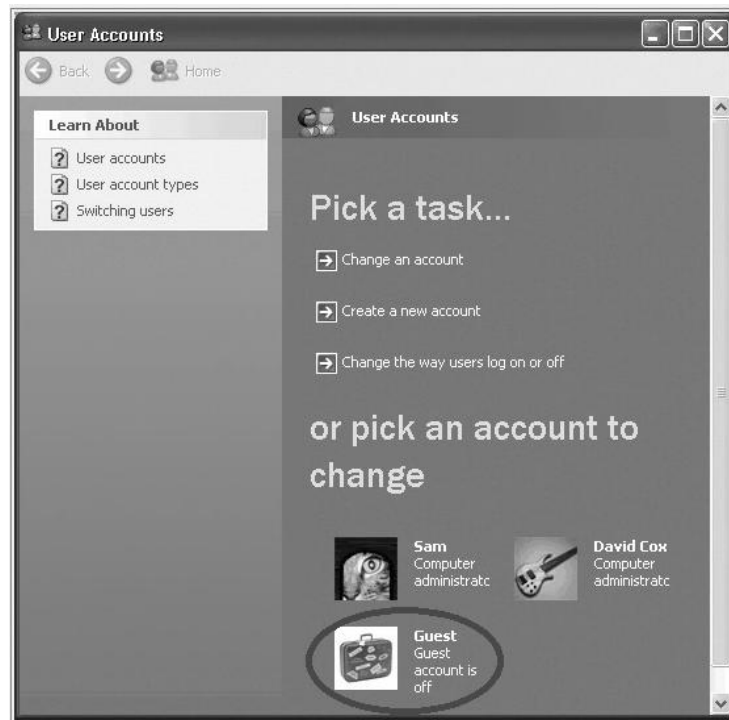 User Accounts
Back
Home
Learn About
User accounts
User account types
Switching users
User Accounts
Pick a task...
Change an account
Create a new account
Change the way users log on or off
or pick an account to
change
Sam
Computer
administratc
David Cox
Computer
administratc
Guest
Guest
account is
off